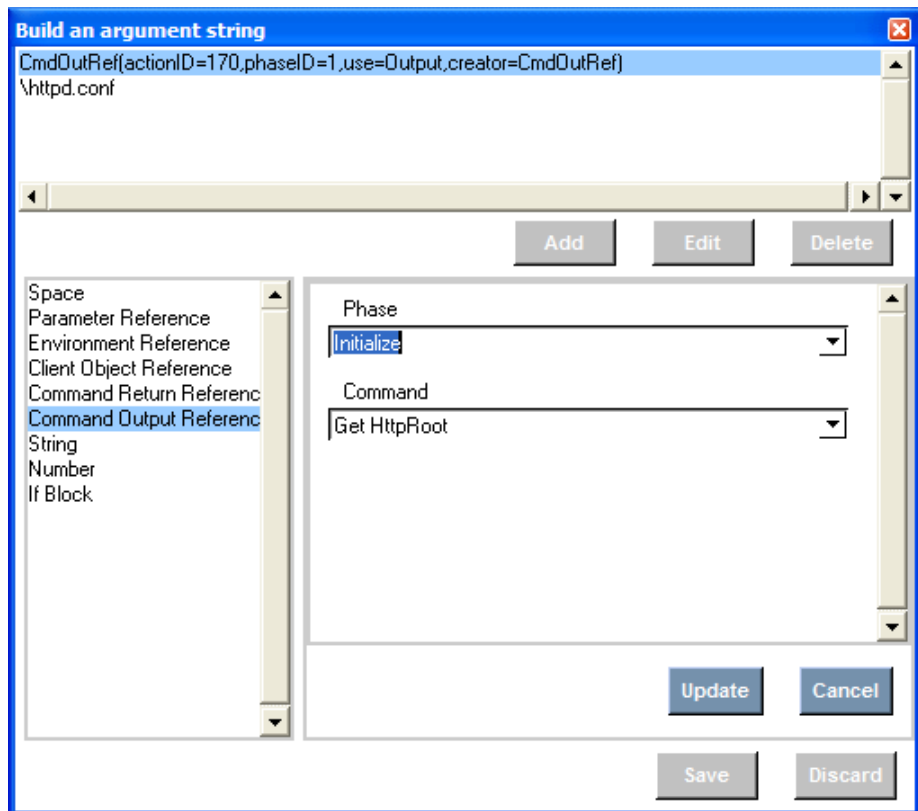 Build an argument string
CmdOutRef(actionID=170,phaseID=1,use=Output,creator=CmdOutRef)
\httpd.conf
Add Edit Delete
Space
Parameter Reference
Environment Reference
Client Object Reference
Command Return Referenc
Command Output Referenc
String
Number
If Block
Phase
Initialize
Command
Get HttpRoot
Update Cancel
Save Discard